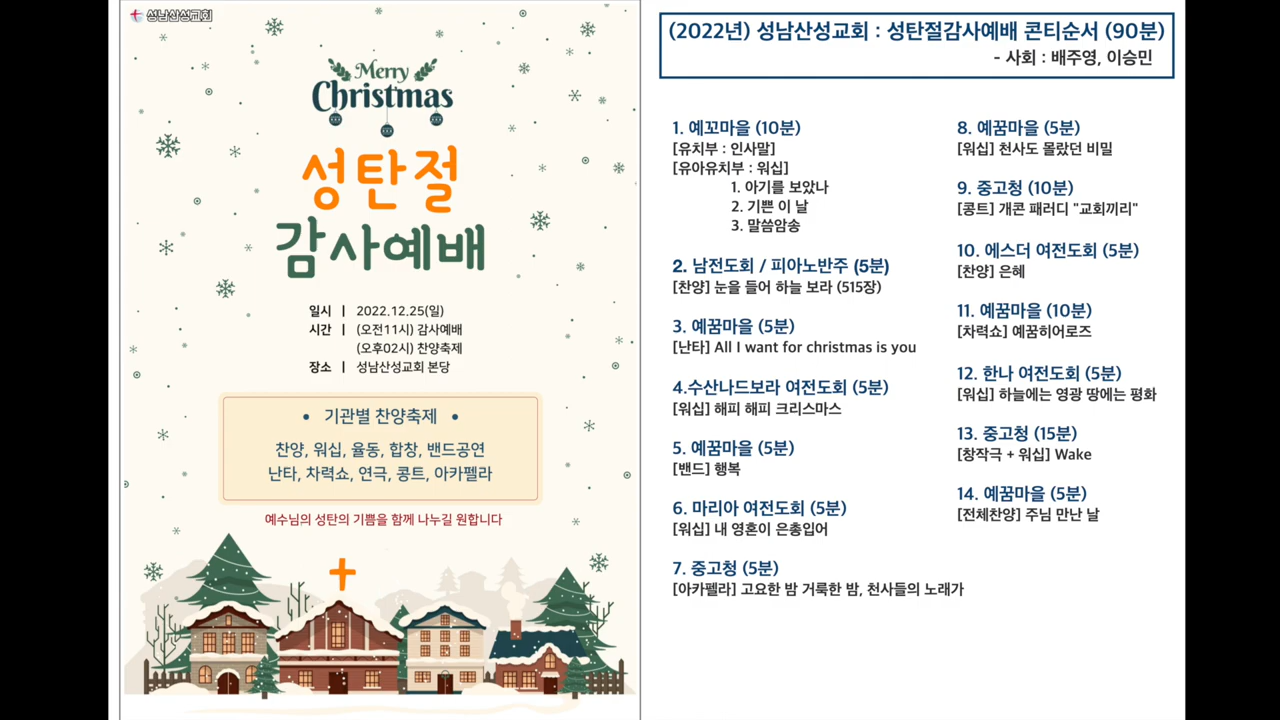 성남산성교회
Merry
Christmas
성탄절
감사예배
일시 | 2022.12.25(일)
시간 | (오전11시) 감사예배
(오후02시) 찬양축제
장소 | 성남산성교회 본당
• 기관별 찬양축제 •
찬양, 워십, 율동, 합창, 밴드공연
난타, 차력쇼, 연극, 콩트, 아카펠라
예수님의 성탄의 기쁨을 함께 나누길 원합니다
(2022년) 성남산성교회 : 성탄절감사예배 콘티순서 (90분)
- 사회 : 배주영, 이승민
1. 예꼬마을 (10분)
[유치부 : 인사말]
[유아유치부 : 워십]
1. 아기를 보았나
2. 기쁜 이 날
3. 말씀암송
2. 남전도회 / 피아노반주 (5분)
[찬양] 눈을 들어 하늘 보라 (515장)
3. 예꿈마을 (5분)
[난타] All I want for christmas is you
4.수산나드보라 여전도회 (5분)
[워십] 해피 해피 크리스마스
5. 예꿈마을 (5분)
[밴드] 행복
6. 마리아 여전도회 (5분)
[워십] 내 영혼이 은총입어
7. 중고청 (5분)
[아카펠라] 고요한 밤 거룩한 밤, 천사들의 노래가
8. 예꿈마을 (5분)
[워십] 천사도 몰랐던 비밀
9. 중고청 (10분)
[콩트] 개콘 패러디 "교회끼리"
10. 에스더 여전도회 (5분)
[찬양] 은혜
11. 예꿈마을 (10분)
[차력쇼] 예꿈히어로즈
12. 한나 여전도회 (5분)
[워십] 하늘에는 영광 땅에는 평화
13. 중고청 (15분)
[창작극 + 워십] Wake
14. 예꿈마을 (5분)
[전체찬양] 주님 만난 날